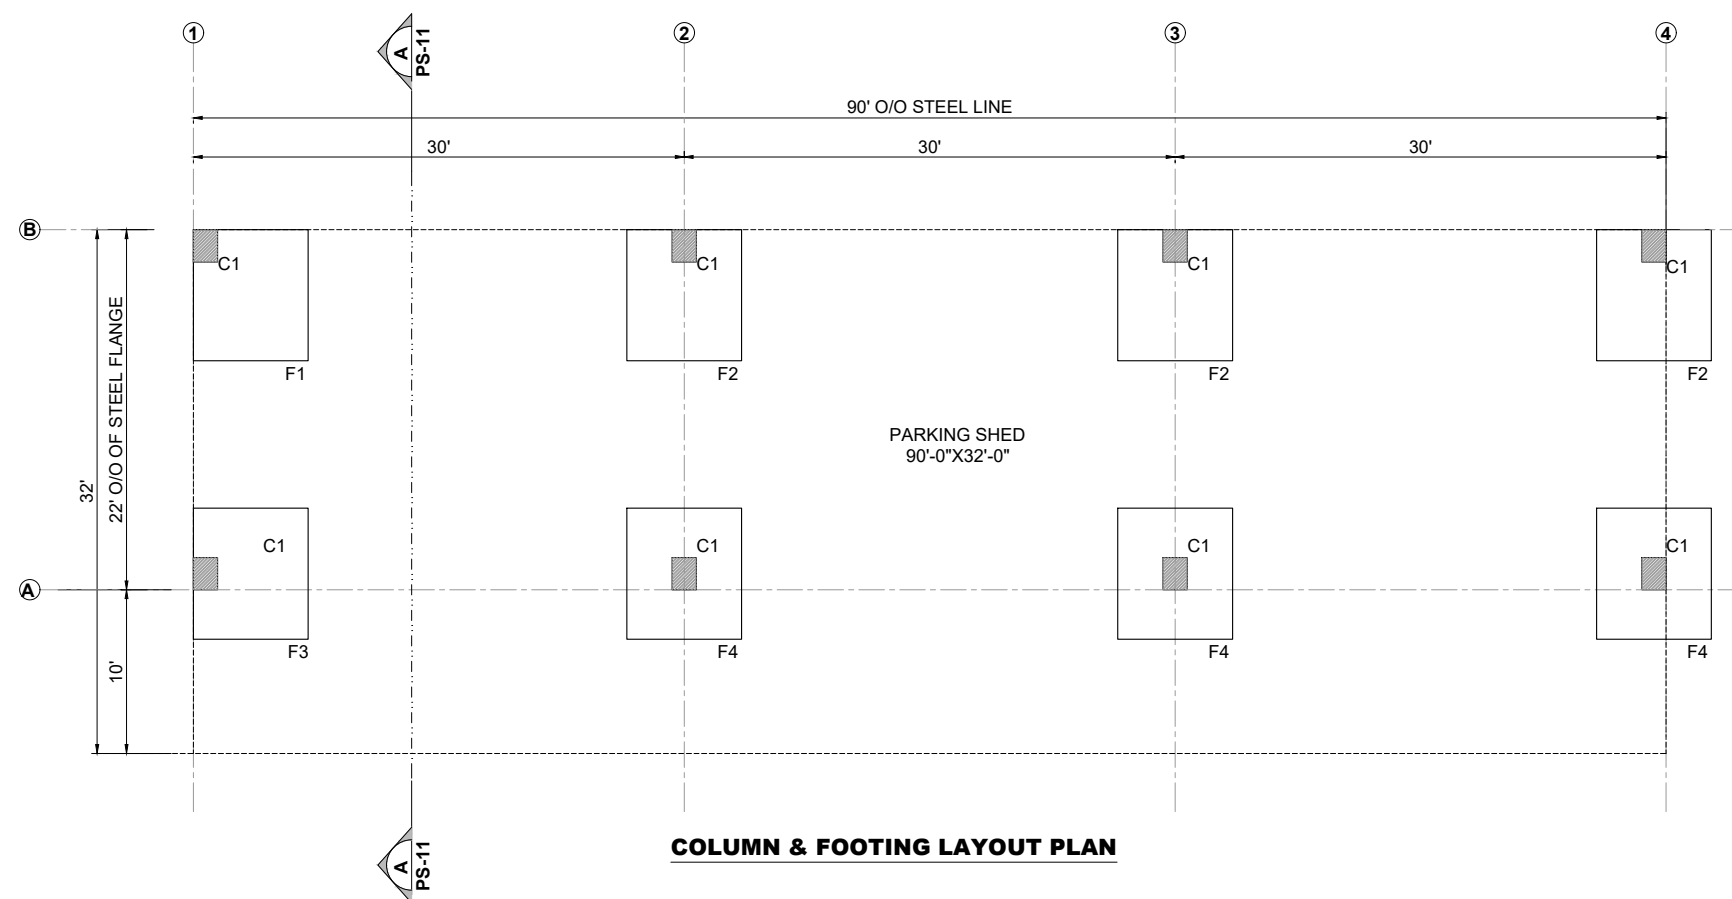 1
A
PS-11
2
3
4
90' O/O STEEL LINE
30'
30'
30'
B
C1
C1
C1
C1
22' O/O OF STEEL FLANGE
32'
F1
F2
F2
F2
PARKING SHED
90'-0"X32'-0"
C1
C1
C1
C1
A
F3
F4
F4
F4
10'
COLUMN & FOOTING LAYOUT PLAN
A
PS-11